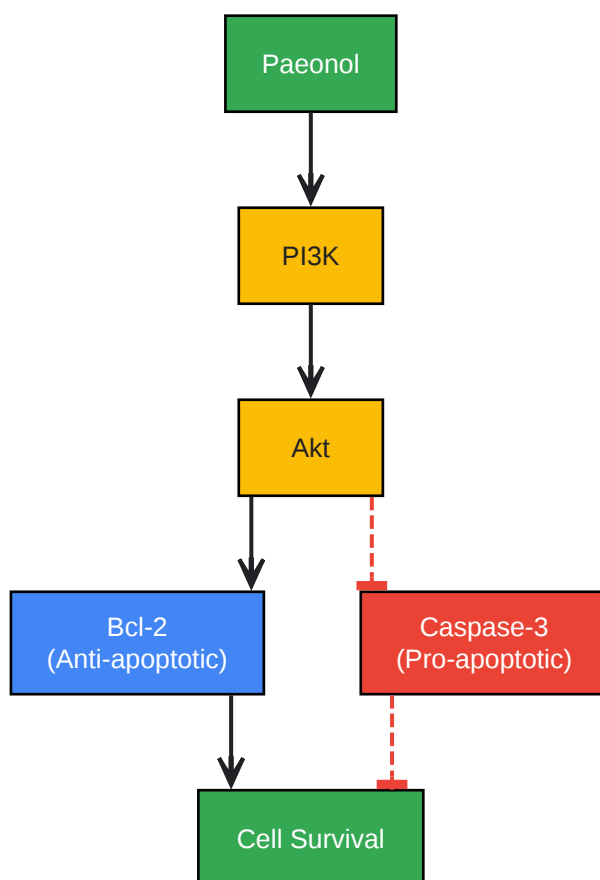 Paeonol
PI3K
Akt
Bcl-2
(Anti-apoptotic)
Caspase-3
(Pro-apoptotic)
Cell Survival